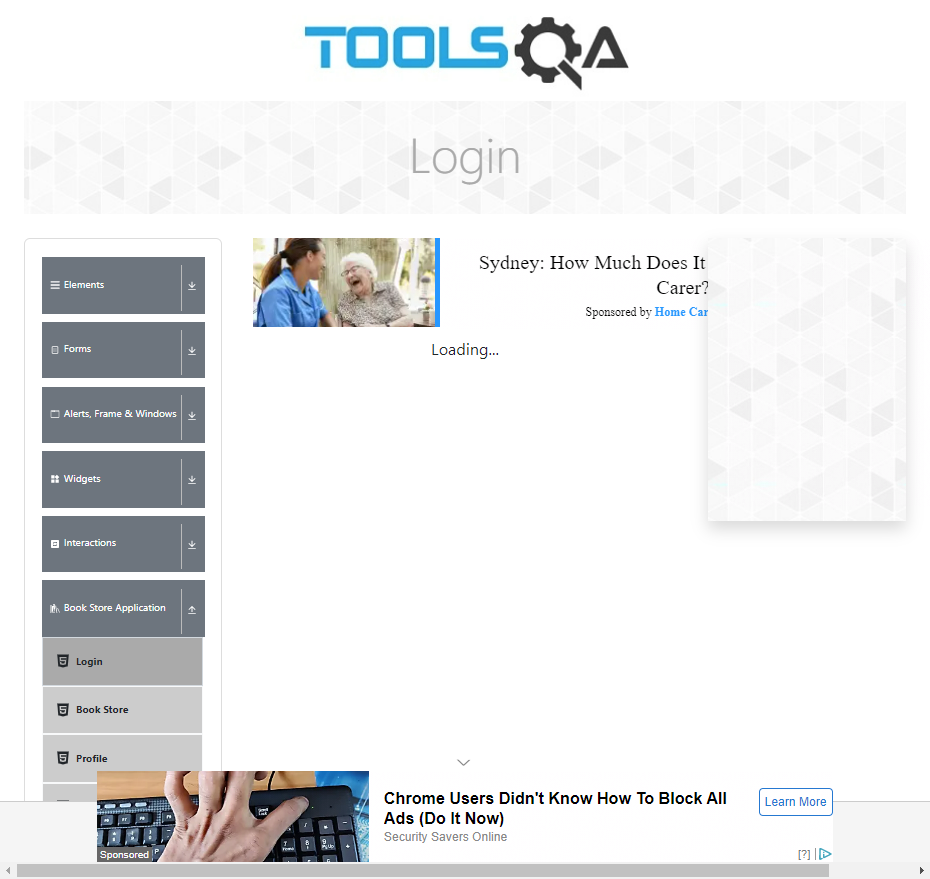 TOOLSQA
Login
Elements
Forms
Alerts, Frame & Windows
Widgets
Interactions
Book Store Application
Login
Book Store
Profile
Sydney: How Much Does It
Carer?
Sponsored by Home Car
Loading...
Sponsored
Chrome Users Didn't Know How To Block All
Ads (Do It Now)
Security Savers Online
Learn More
[?]